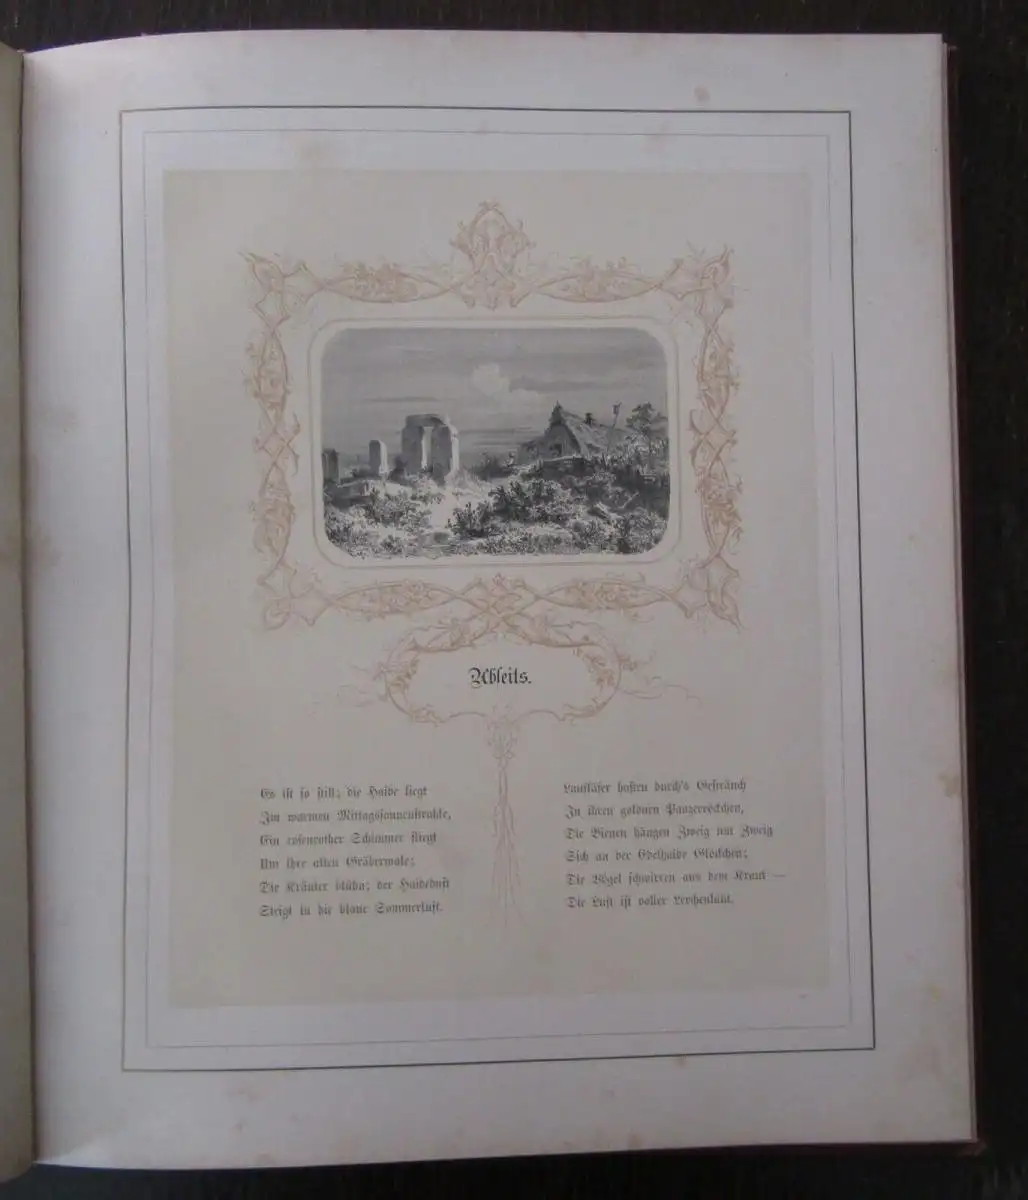 Abseits.
Es ist so still; die Haide liegt
Im warmen Mittagssonnenstrahle,
Ein rosenrother Schimmer fliegt
Um ihre alten Gräbermale;
Die Kräuter blühn; der Haideduft
Steigt in die blaue Sommerluft.
Laufkäfer hasten durch's Gesträuch
In ihren goldnen Panzerröckchen,
Die Bienen hängen Zweig um Zweig
Sich an der Edelhaide Glöckchen;
Die Vögel schwirren aus dem Kraut —
Die Luft ist voller Lerchenlaut.